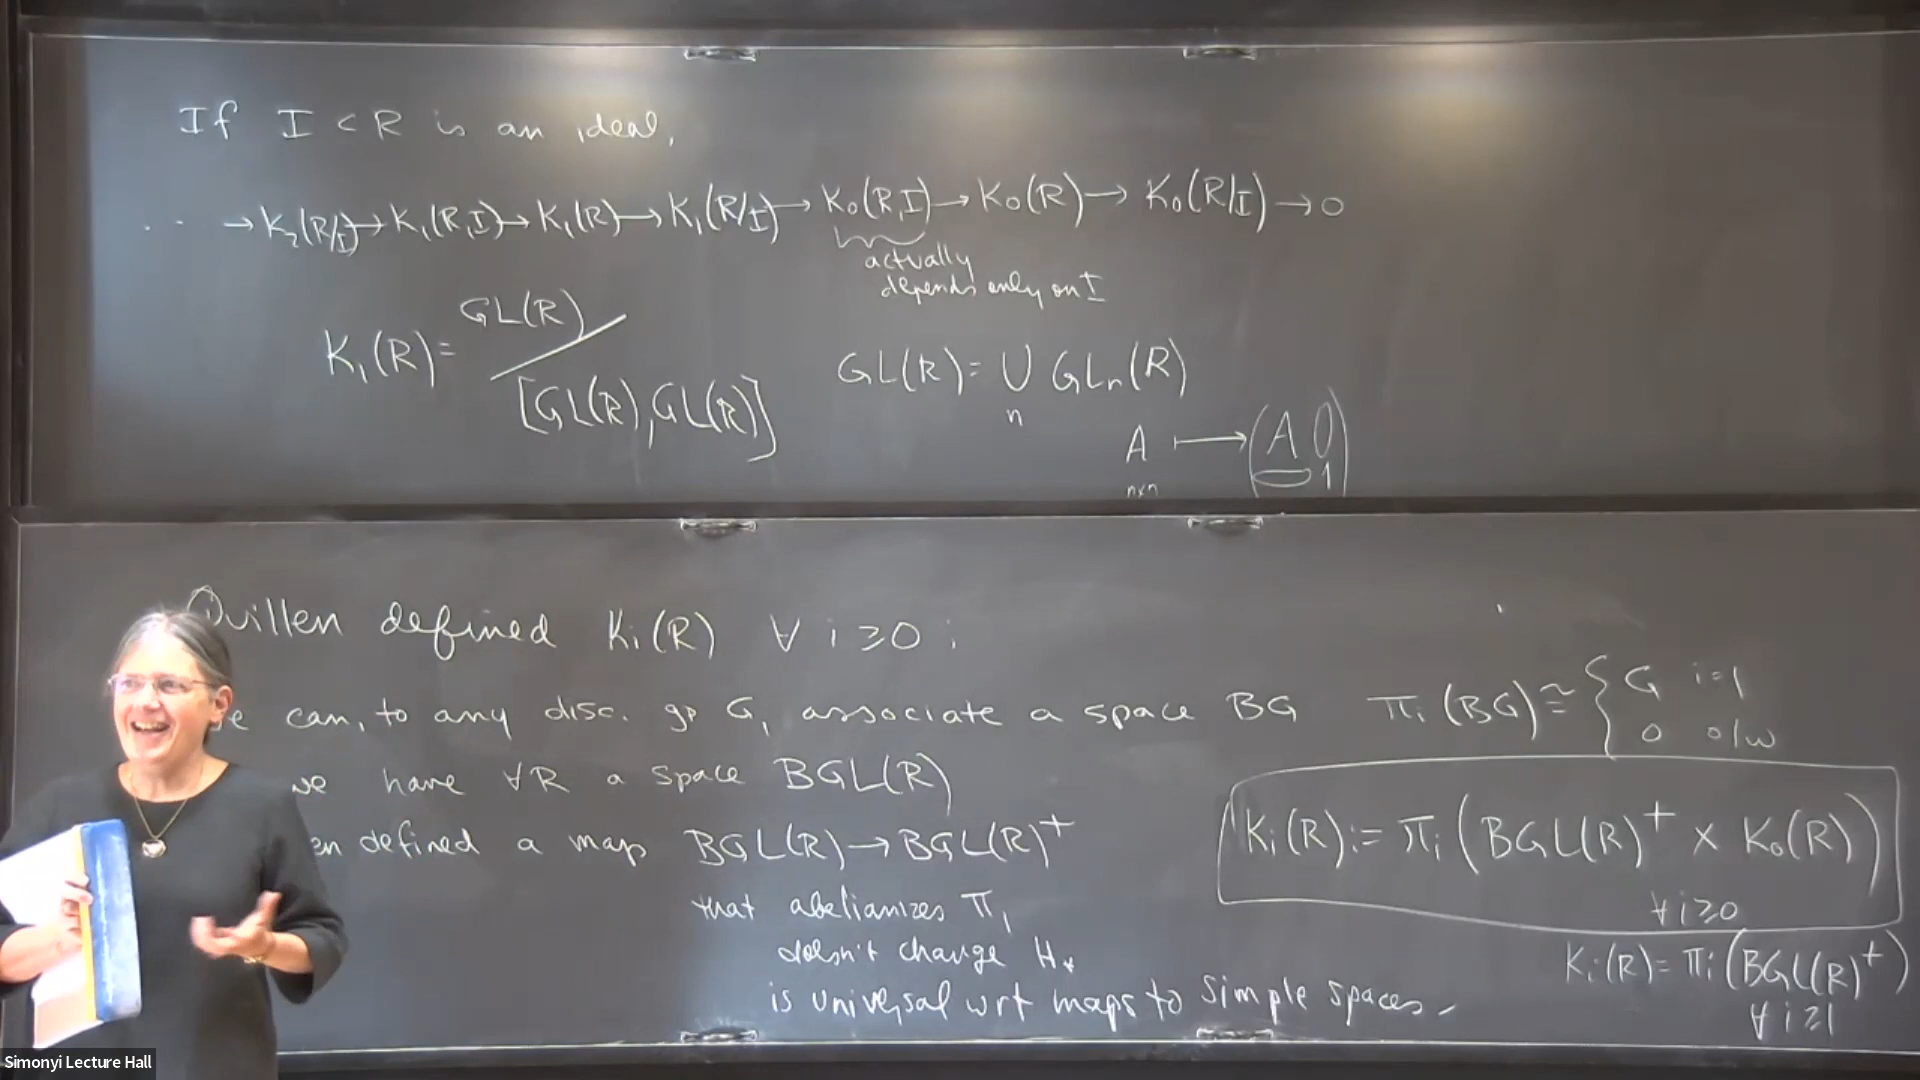 If I < R is an ideal,
· · · → K₂(R/I) → K₁(R,I) → K₁(R) → K₁(R/I) → K₀(R,I) → K₀(R) → K₀(R/I) → 0
actually
depends only on I
K₁(R) = GL(R) / [GL(R), GL(R)]
GL(R) = ∪ₙ GLₙ(R)
A ↦ (A 0 1)
n×n
Quillen defined Kᵢ(R) ∀ i ≥ 0 :
can, to any disc. gp G, associate a space BG πᵢ(BG) ≅ { G i=1
0 o/w
we have ∀R a space BGL(R)
defined a map BGL(R) → BGL(R)⁺
that abelianizes π₁
doesn't change H_*
is universal wrt maps to simple spaces.
Kᵢ(R) := πᵢ(BGL(R)⁺ × K₀(R))
∀ i ≥ 0
Kᵢ(R) = πᵢ(BGL(R)⁺)
∀ i ≥ 1
Simonyi Lecture Hall